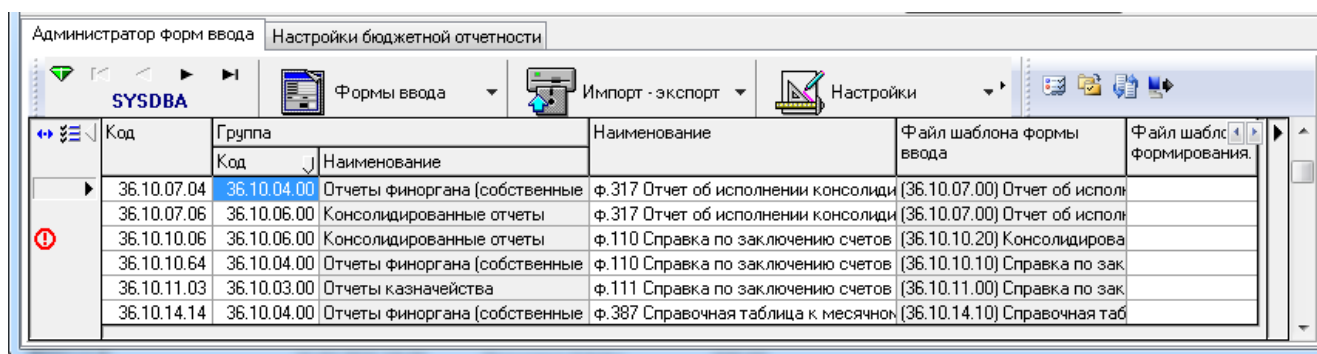 Администратор форм ввода Настройки бюджетной отчетности
SYSDBA Формы ввода Импорт - экспорт Настройки
Код Группа Наименование Файл шаблона формы ввода Файл шабл формирования.
Код Наименование
36.10.07.04 36.10.04.00 Отчеты финоргана (собственные ф.317 Отчет об исполнении консолиди (36.10.07.00) Отчет об исполн
36.10.07.06 36.10.06.00 Консолидированные отчеты ф.317 Отчет об исполнении консолиди (36.10.07.00) Отчет об исполн
36.10.10.06 36.10.06.00 Консолидированные отчеты ф.110 Справка по заключению счетов (36.10.10.20) Консолидирова
36.10.10.64 36.10.04.00 Отчеты финоргана (собственные ф.110 Справка по заключению счетов (36.10.10.10) Справка по зак
36.10.11.03 36.10.03.00 Отчеты казначейства ф.111 Справка по заключению счетов (36.10.11.00) Справка по зак
36.10.14.14 36.10.04.00 Отчеты финоргана (собственные ф.387 Справочная таблица к месячном (36.10.14.10) Справочная таб